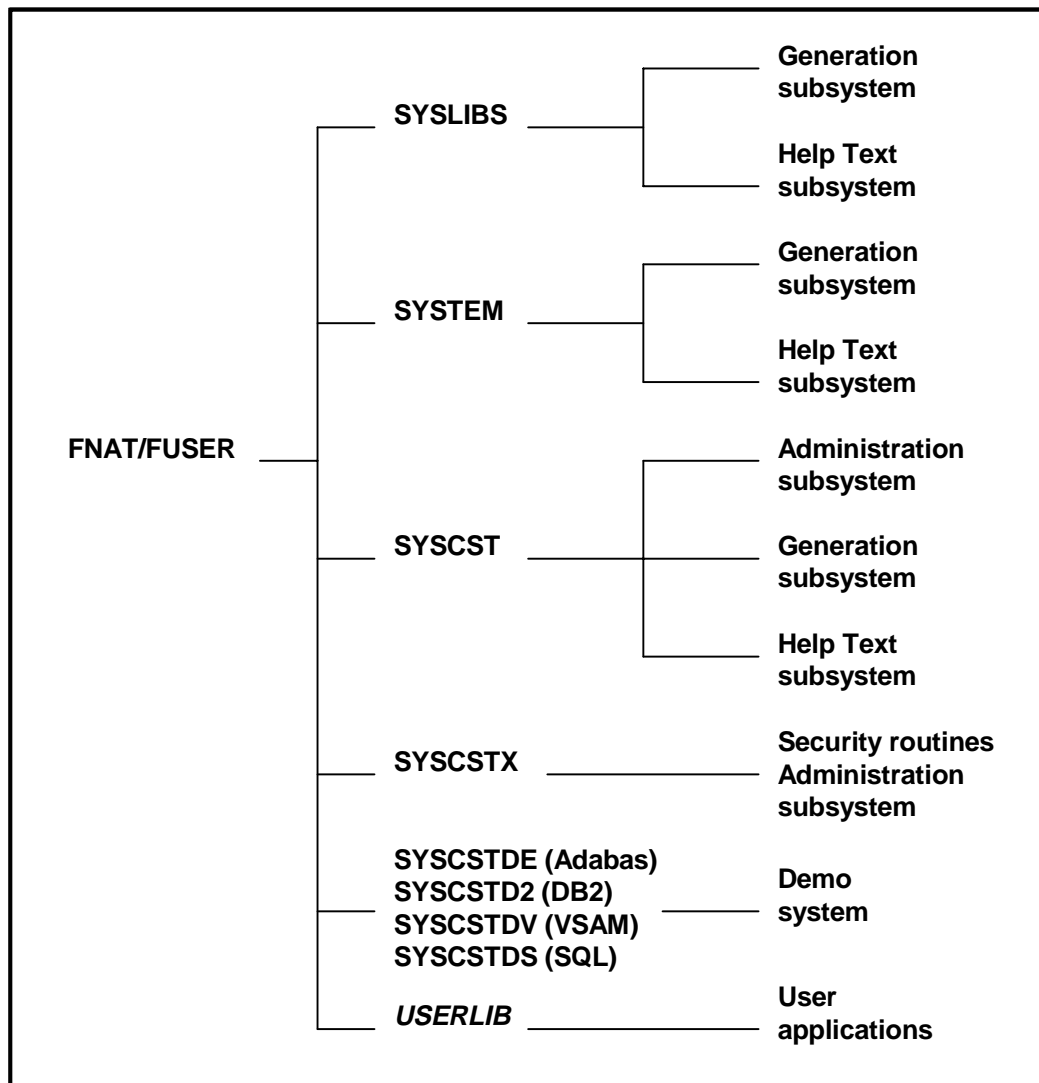 Generation
subsystem
SYSLIBS
Help Text
subsystem
Generation
subsystem
SYSTEM
Help Text
subsystem
FNAT/FUSER
Administration
subsystem
SYSCST
Generation
subsystem
Help Text
subsystem
SYSCSTX
Security routines
Administration
subsystem
SYSCSTDE (Adabas)
SYSCSTD2 (DB2)
SYSCSTDV (VSAM)
SYSCSTDS (SQL)
Demo
system
USERLIB
User
applications